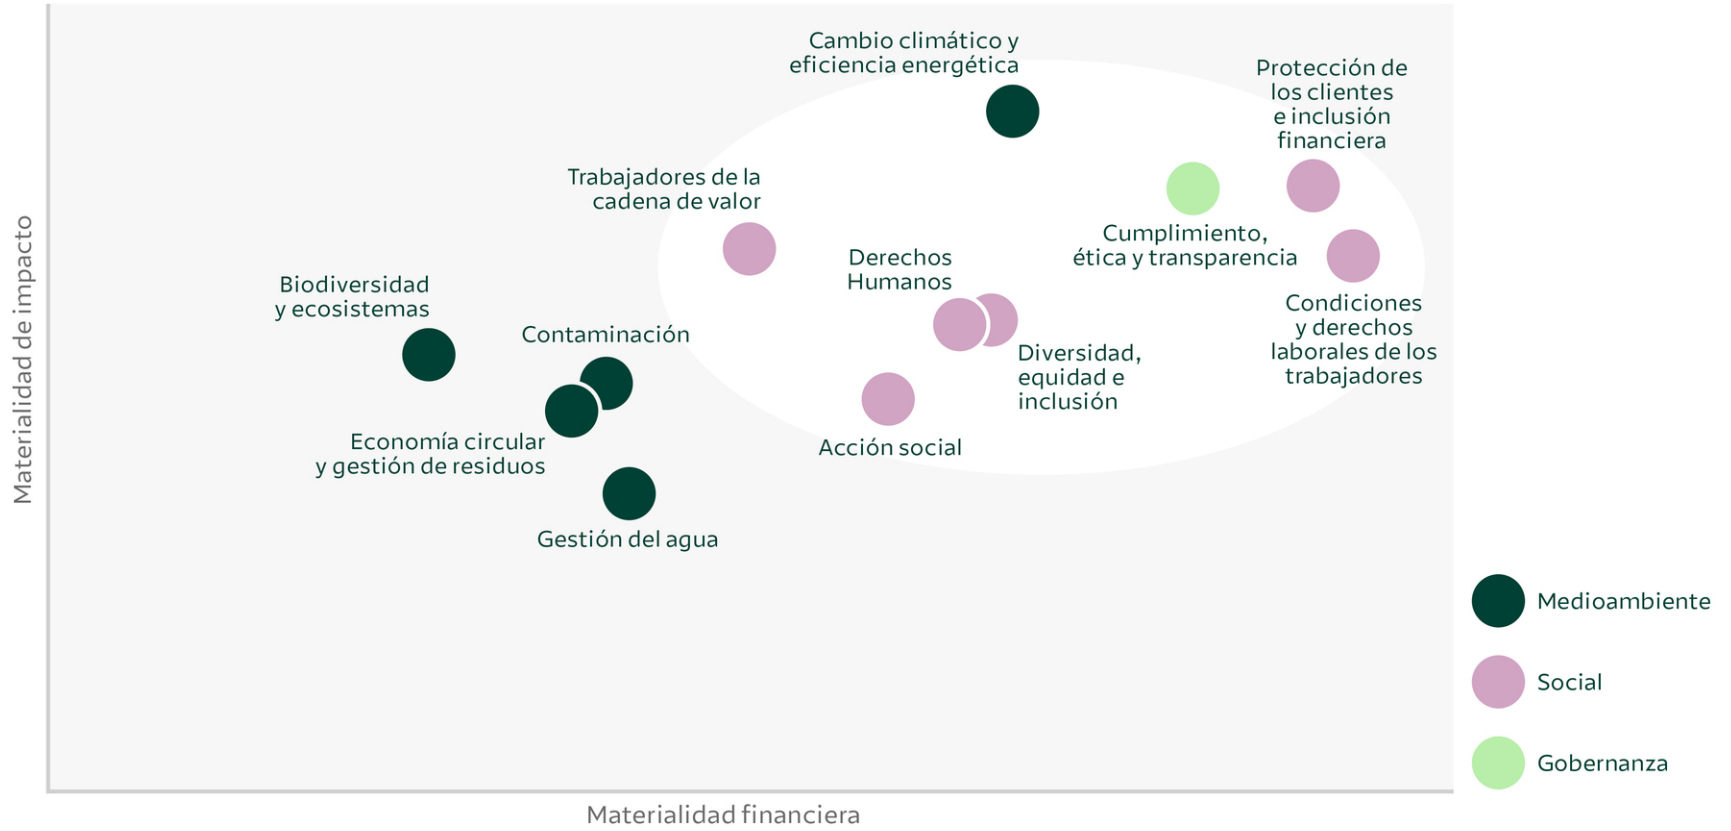 Cambio climático y
eficiencia energética
Protección de
los clientes
e inclusión
financiera
Trabajadores de la
cadena de valor
Cumplimiento,
ética y transparencia
Derechos
Humanos
Condiciones
y derechos
laborales de los
trabajadores
Biodiversidad
y ecosistemas
Contaminación
Diversidad,
equidad e
inclusión
Economía circular
y gestión de residuos
Acción social
Gestión del agua
Materialidad de impacto
Materialidad financiera
Medioambiente
Social
Gobernanza